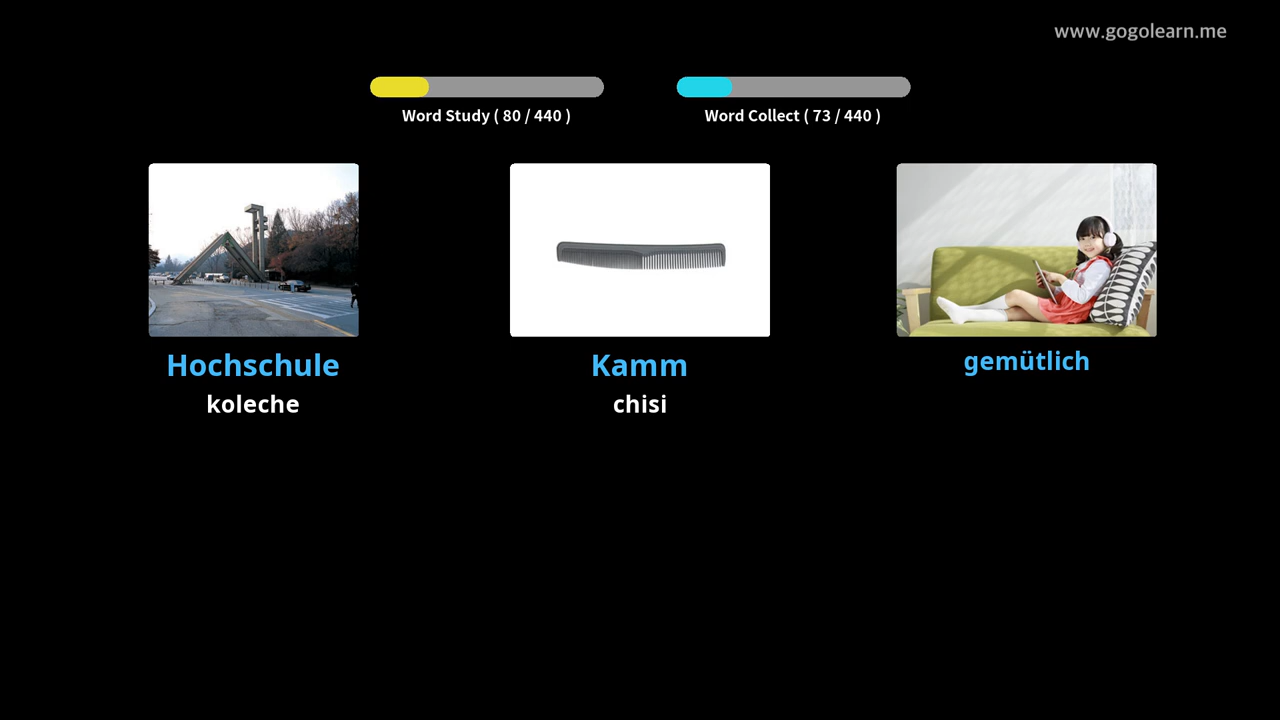 www.gogolearn.me
Word Study ( 80 / 440 )
Word Collect ( 73 / 440 )
Hochschule
koleche
Kamm
chisi
gemütlich